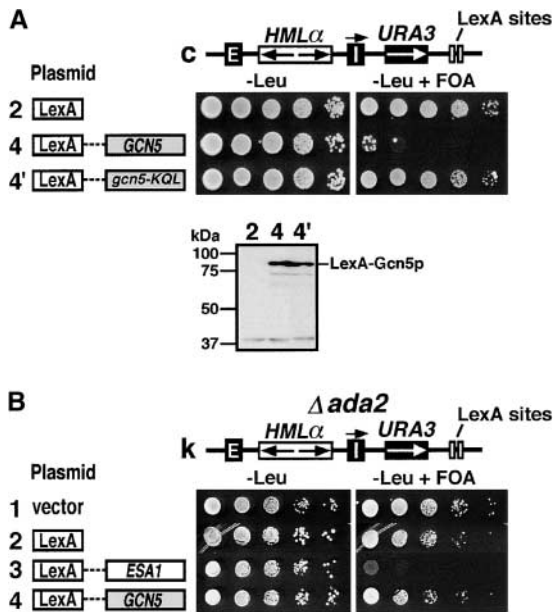 A
LexA sites
HMLα URA3
c E I
Plasmid
-Leu -Leu + FOA
2 LexA
4 LexA GCN5
4' LexA gcn5-KQL
kDa 2 4 4'
100
75
LexA-Gcn5p
50
37
B
Δada2
LexA sites
HMLα URA3
k E I
Plasmid
-Leu -Leu + FOA
1 vector
2 LexA
3 LexA ESA1
4 LexA GCN5